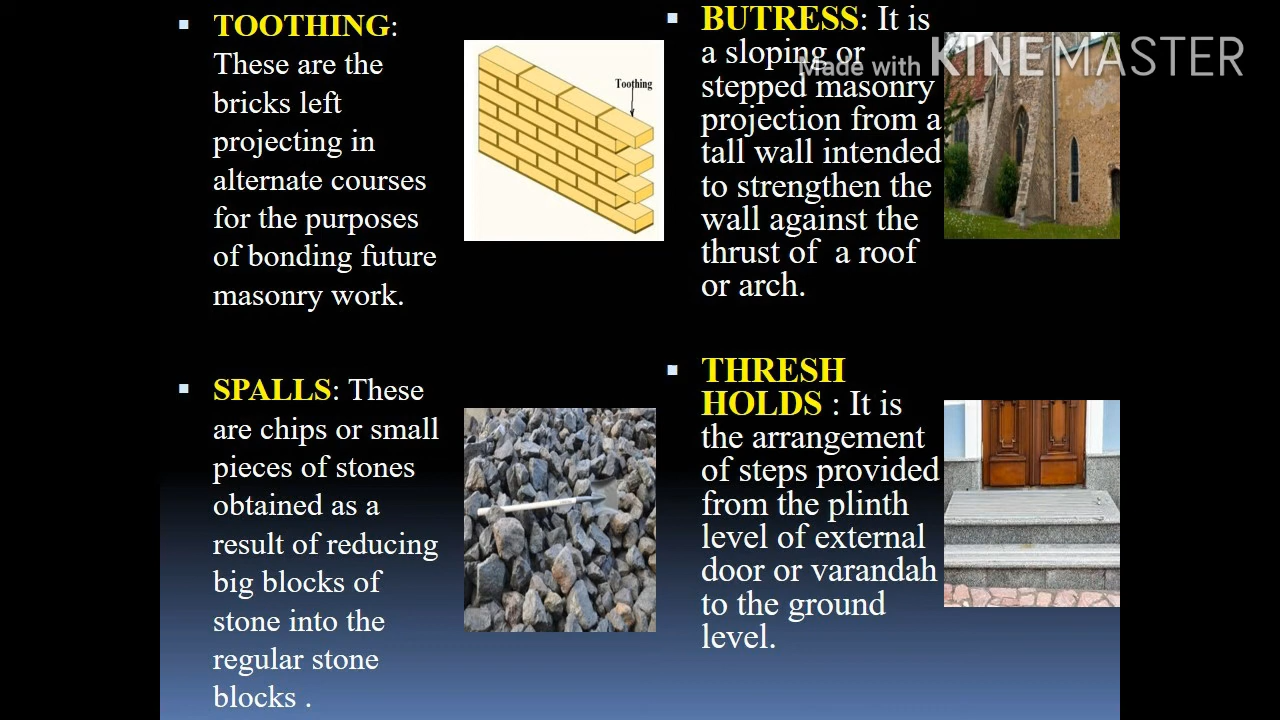 ▪ TOOTHING:
These are the
bricks left
projecting in
alternate courses
for the purposes
of bonding future
masonry work.
Toothing
▪ SPALLS: These
are chips or small
pieces of stones
obtained as a
result of reducing
big blocks of
stone into the
regular stone
blocks .
▪ BUTRESS: It is
a sloping or
stepped masonry
projection from a
tall wall intended
to strengthen the
wall against the
thrust of a roof
or arch.
Made with KINEMASTER
▪ THRESH
HOLDS : It is
the arrangement
of steps provided
from the plinth
level of external
door or varandah
to the ground
level.